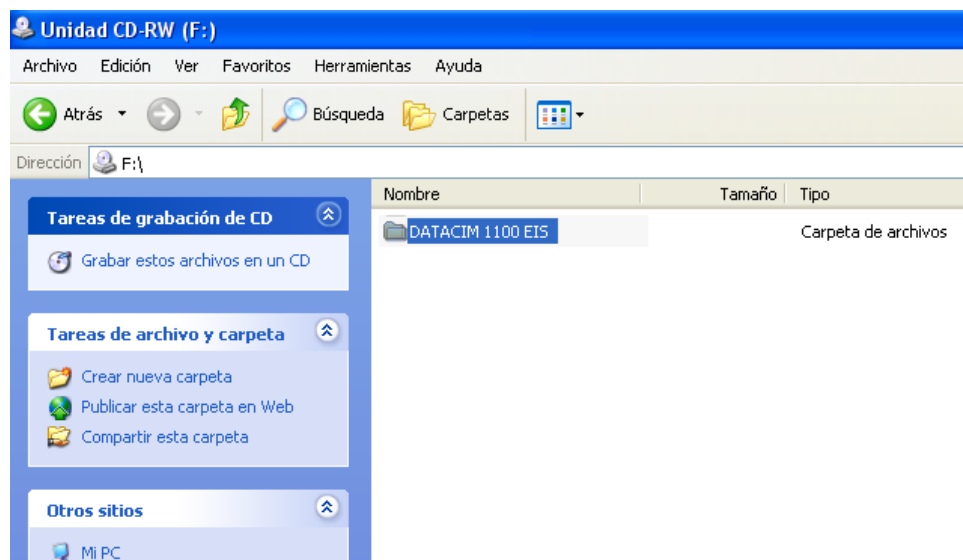 Unidad CD-RW (F:)
Archivo Edición Ver Favoritos Herramientas Ayuda
Atrás Búsqueda Carpetas
Dirección F:\
Nombre Tamaño Tipo
Tareas de grabación de CD
DATACIM 1100 EIS Carpeta de archivos
Grabar estos archivos en un CD
Tareas de archivo y carpeta
Crear nueva carpeta
Publicar esta carpeta en Web
Compartir esta carpeta
Otros sitios
Mi PC